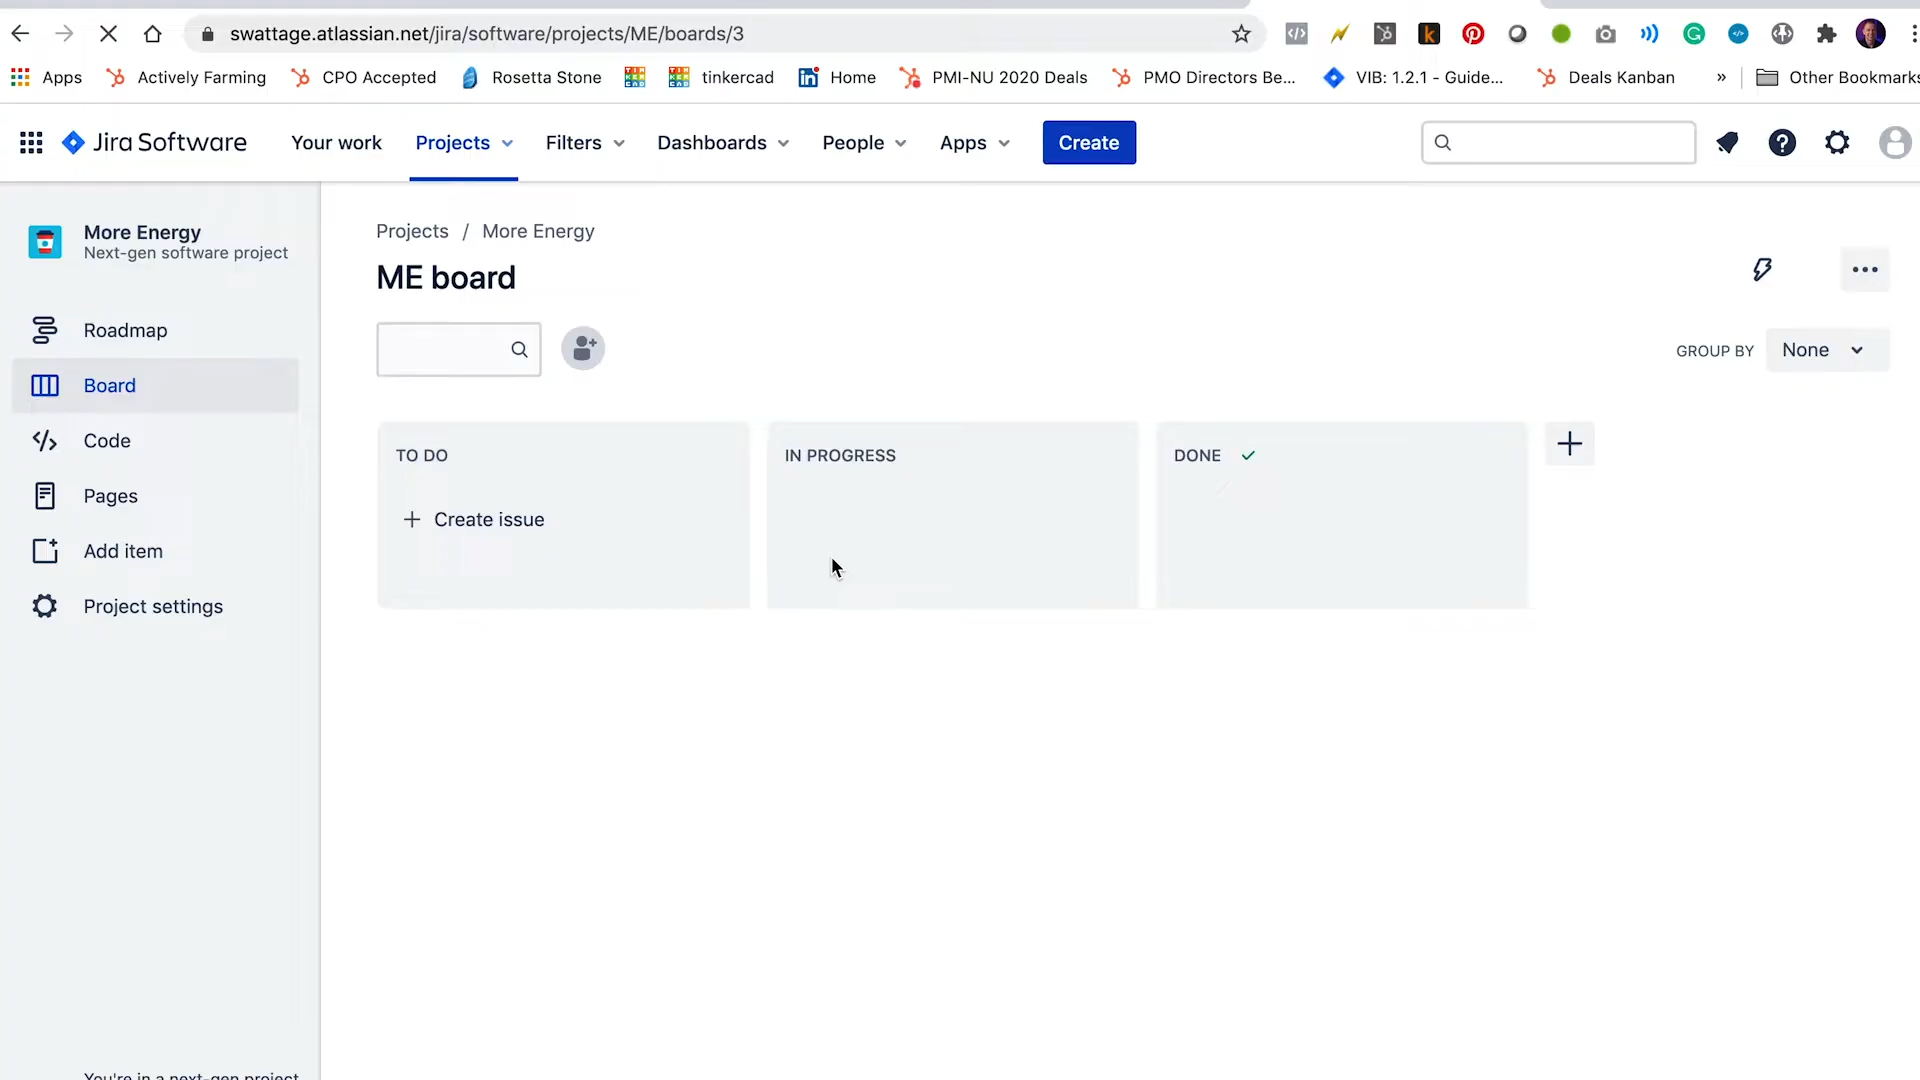 swattage.atlassian.net/jira/software/projects/ME/boards/3
Apps Actively Farming CPO Accepted Rosetta Stone tinkercad Home PMI-NU 2020 Deals PMO Directors Be... VIB: 1.2.1 - Guide... Deals Kanban » Other Bookmarks
Jira Software Your work Projects Filters Dashboards People Apps Create
More Energy
Next-gen software project
Roadmap
Board
Code
Pages
Add item
Project settings
You're in a next-gen project
Projects / More Energy
ME board
GROUP BY None
TO DO IN PROGRESS DONE
+ Create issue